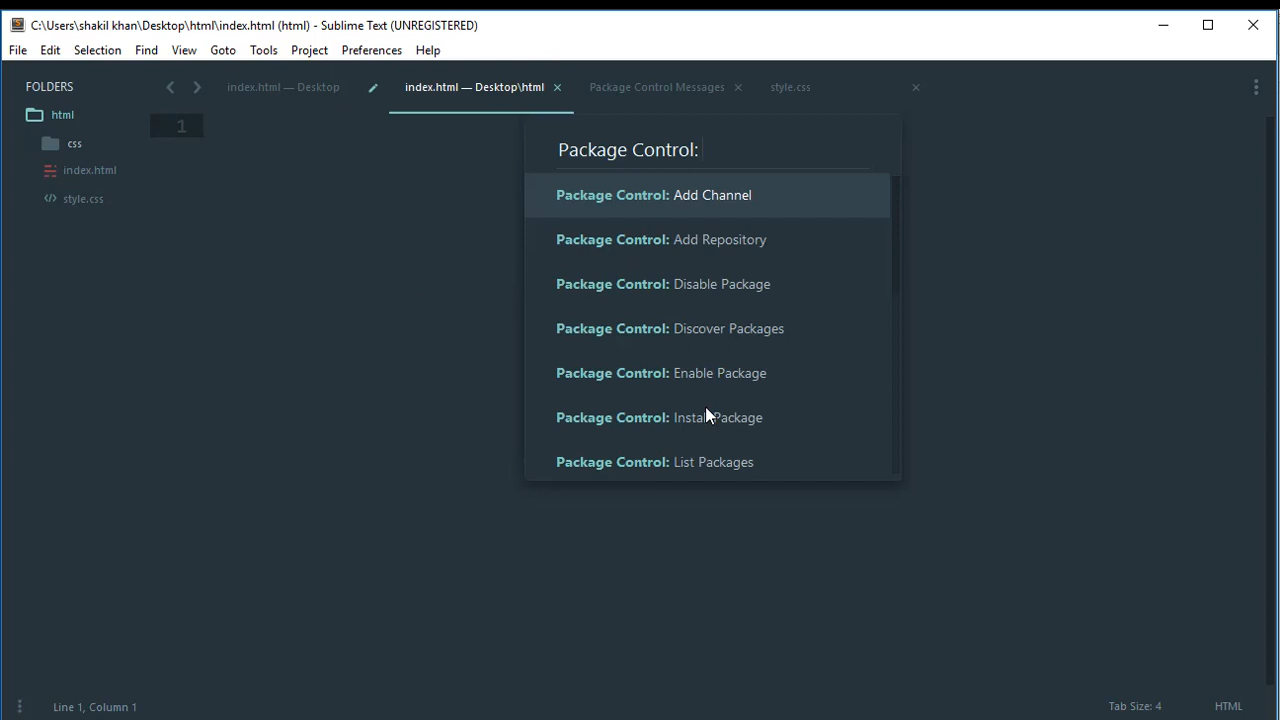 C:\Users\shakil khan\Desktop\html\index.html (html) - Sublime Text (UNREGISTERED)
File Edit Selection Find View Goto Tools Project Preferences Help
FOLDERS
index.html — Desktop
index.html — Desktop\html
Package Control Messages
style.css
html
css
index.html
style.css
1
Package Control:
Package Control: Add Channel
Package Control: Add Repository
Package Control: Disable Package
Package Control: Discover Packages
Package Control: Enable Package
Package Control: Install Package
Package Control: List Packages
Line 1, Column 1
Tab Size: 4
HTML